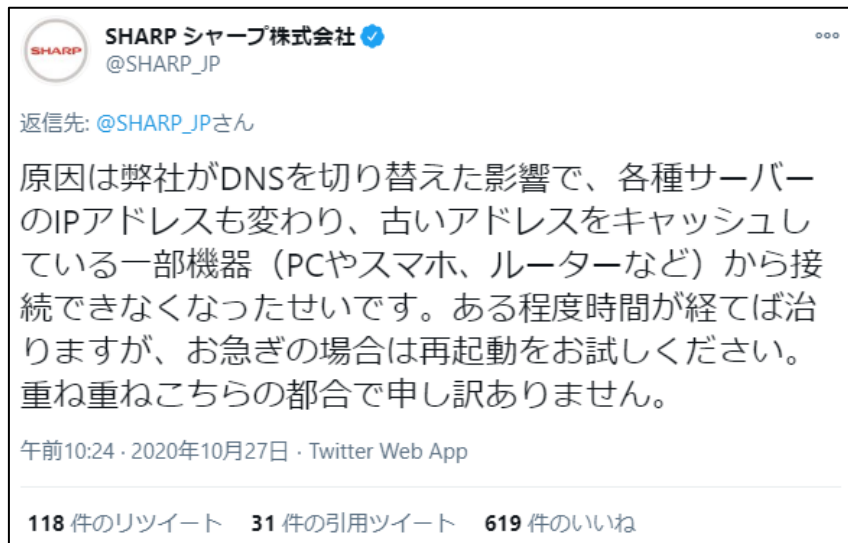 SHARP
SHARP シャープ株式会社
@SHARP_JP
返信先: @SHARP_JPさん
原因は弊社がDNSを切り替えた影響で、各種サーバー
のIPアドレスも変わり、古いアドレスをキャッシュし
ている一部機器（PCやスマホ、ルーターなど）から接
続できなくなったせいです。ある程度時間が経てば治
りますが、お急ぎの場合は再起動をお試しください。
重ね重ねこちらの都合で申し訳ありません。
午前10:24 · 2020年10月27日 · Twitter Web App
118 件のリツイート 31 件の引用ツイート 619 件のいいね